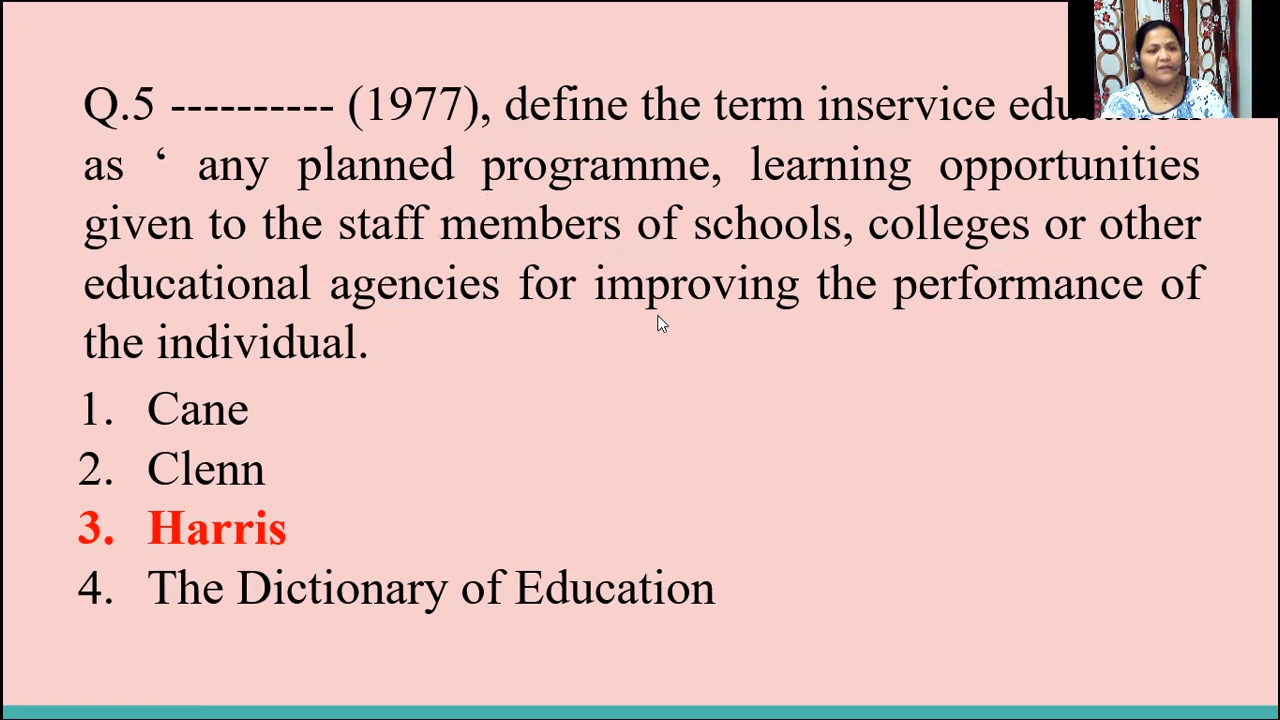 Q.5 ---------- (1977), define the term inservice
as ‘ any planned programme, learning opportunities
given to the staff members of schools, colleges or other
educational agencies for improving the performance of
the individual.
1. Cane
2. Clenn
3. Harris
4. The Dictionary of Education